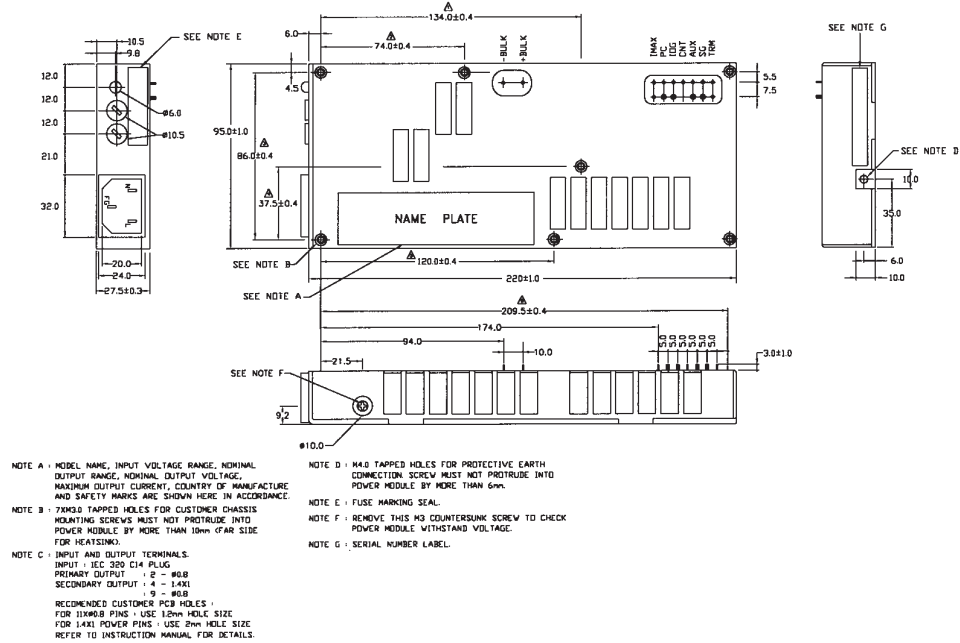 134.0±0.4
74.0±0.4
6.0
-BULK
+BULK
IMAX
PC
IOG
CNT
AUX
SG
TRM
5.5
7.5
4.5
95.0±1.0
86.0±0.4
37.5±0.4
NAME PLATE
SEE NOTE B
SEE NOTE A
120.0±0.4
220±1.0
10.5
9.8
SEE NOTE E
12.0
12.0
12.0
21.0
32.0
ø6.0
ø10.5
N
FG
L
20.0
24.0
27.5±0.3
SEE NOTE G
SEE NOTE D
10.0
35.0
6.0
10.0
209.5±0.4
174.0
94.0
10.0
21.5
5.0
5.0
5.0
5.0
5.0
5.0
3.0±1.0
SEE NOTE F
9.2
ø10.0
NOTE A : MODEL NAME, INPUT VOLTAGE RANGE, NOMINAL
OUTPUT RANGE, NOMINAL OUTPUT VOLTAGE,
MAXIMUM OUTPUT CURRENT, COUNTRY OF MANUFACTURE
AND SAFETY MARKS ARE SHOWN HERE IN ACCORDANCE.
NOTE B : 7XM3.0 TAPPED HOLES FOR CUSTOMER CHASSIS
MOUNTING SCREWS MUST NOT PROTRUDE INTO
POWER MODULE BY MORE THAN 10mm (FAR SIDE
FOR HEATSINK).
NOTE C : INPUT AND OUTPUT TERMINALS.
INPUT : IEC 320 C14 PLUG
PRIMARY OUTPUT : 2 - ø0.8
SECONDARY OUTPUT : 4 - 1.4X1
: 9 - ø0.8
RECOMENDED CUSTOMER PCB HOLES :
FOR 11Xø0.8 PINS : USE 1.2mm HOLE SIZE
FOR 1.4X1 POWER PINS : USE 2mm HOLE SIZE
REFER TO INSTRUCTION MANUAL FOR DETAILS.
NOTE D : M4.0 TAPPED HOLES FOR PROTECTIVE EARTH
CONNECTION. SCREW MUST NOT PROTRUDE INTO
POWER MODULE BY MORE THAN 6mm.
NOTE E : FUSE MARKING SEAL.
NOTE F : REMOVE THIS M3 COUNTERSUNK SCREW TO CHECK
POWER MODULE WITHSTAND VOLTAGE.
NOTE G : SERIAL NUMBER LABEL.